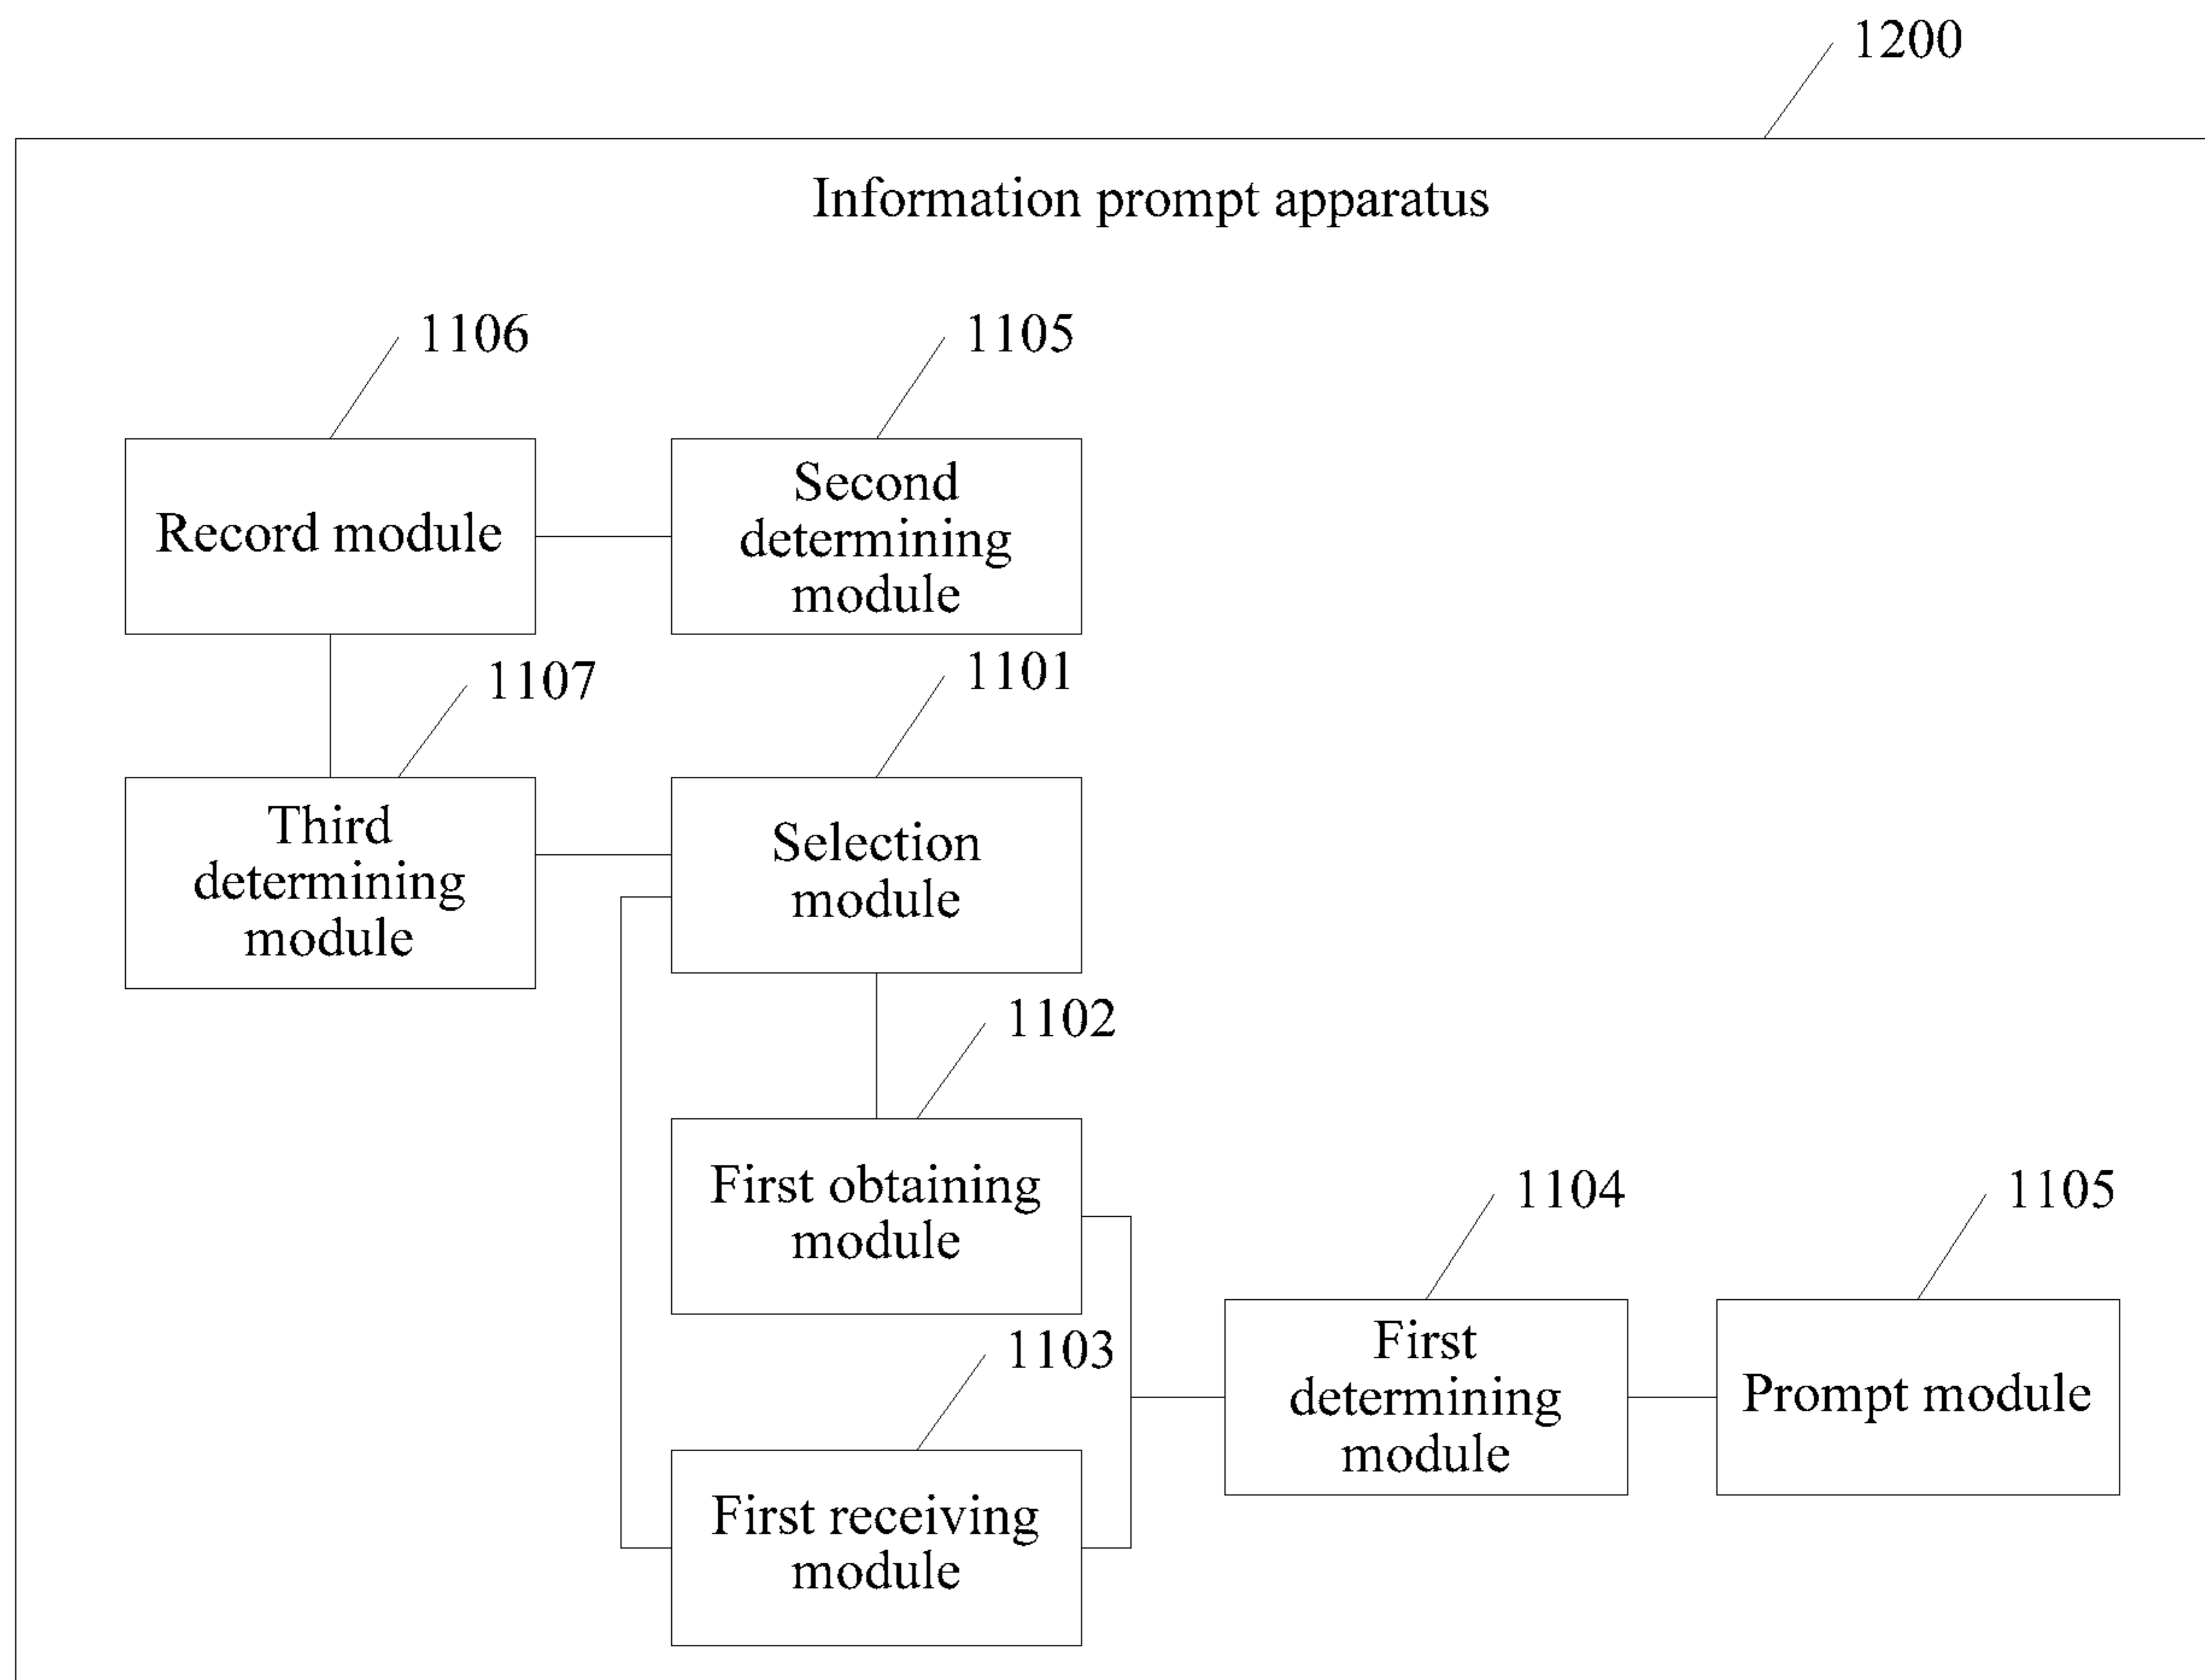 1200
Information prompt apparatus
1106
1105
Record module
Second
determining
module
1107
1101
Third
determining
module
Selection
module
1102
First obtaining
module
1104
1105
First
determining
module
Prompt module
1103
First receiving
module